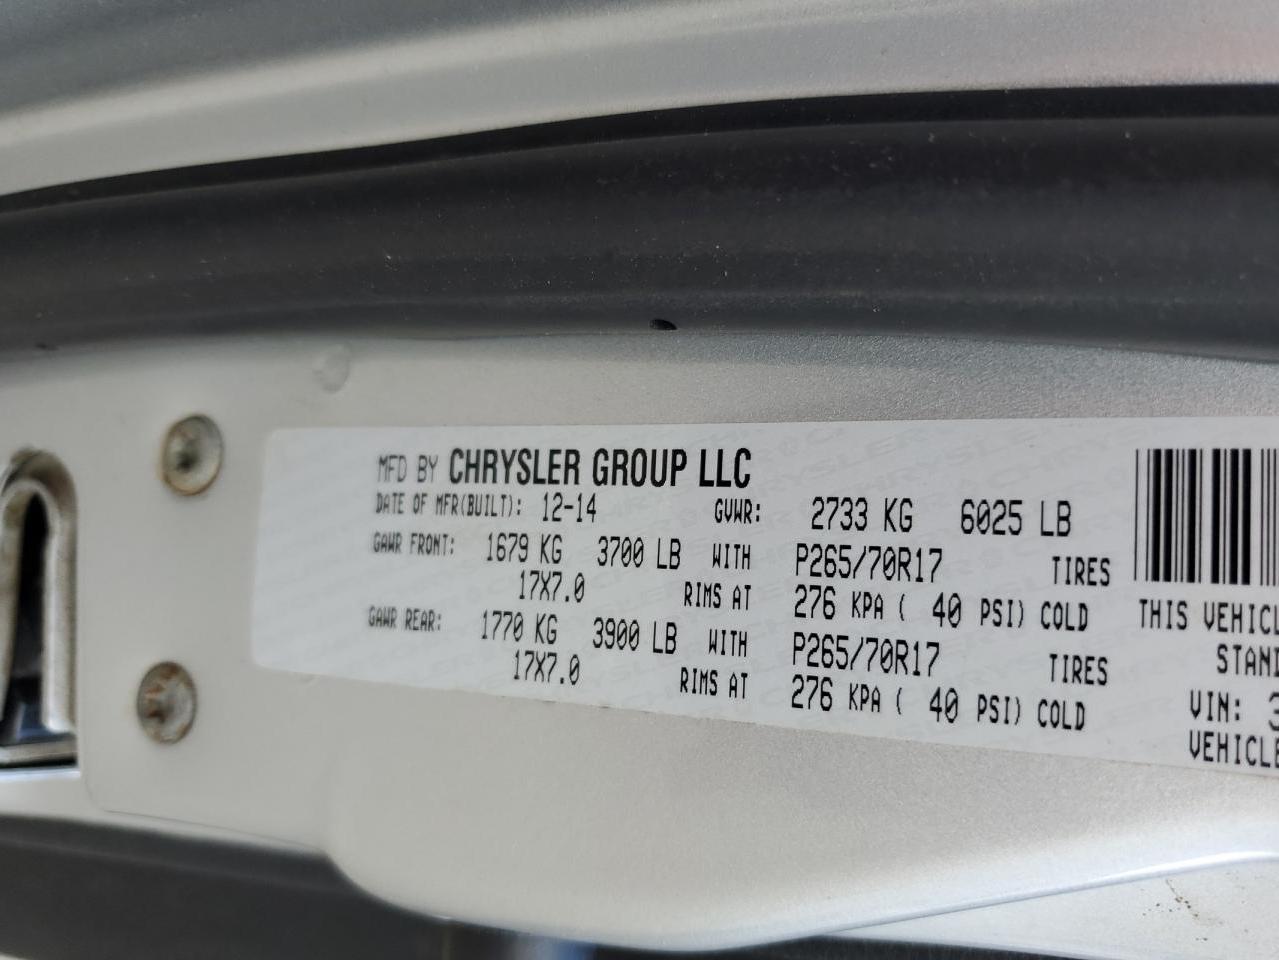 MFD BY CHRYSLER GROUP LLC
DATE OF MFR(BUILT): 12-14 GVWR: 2733 KG 6025 LB
GAWR FRONT: 1679 KG 3700 LB WITH P265/70R17 TIRES
17X7.0 RIMS AT 276 KPA ( 40 PSI) COLD
GAWR REAR: 1770 KG 3900 LB WITH P265/70R17 TIRES
17X7.0 RIMS AT 276 KPA ( 40 PSI) COLD
THIS VEHICL
STAND
VIN: 3
VEHICLE